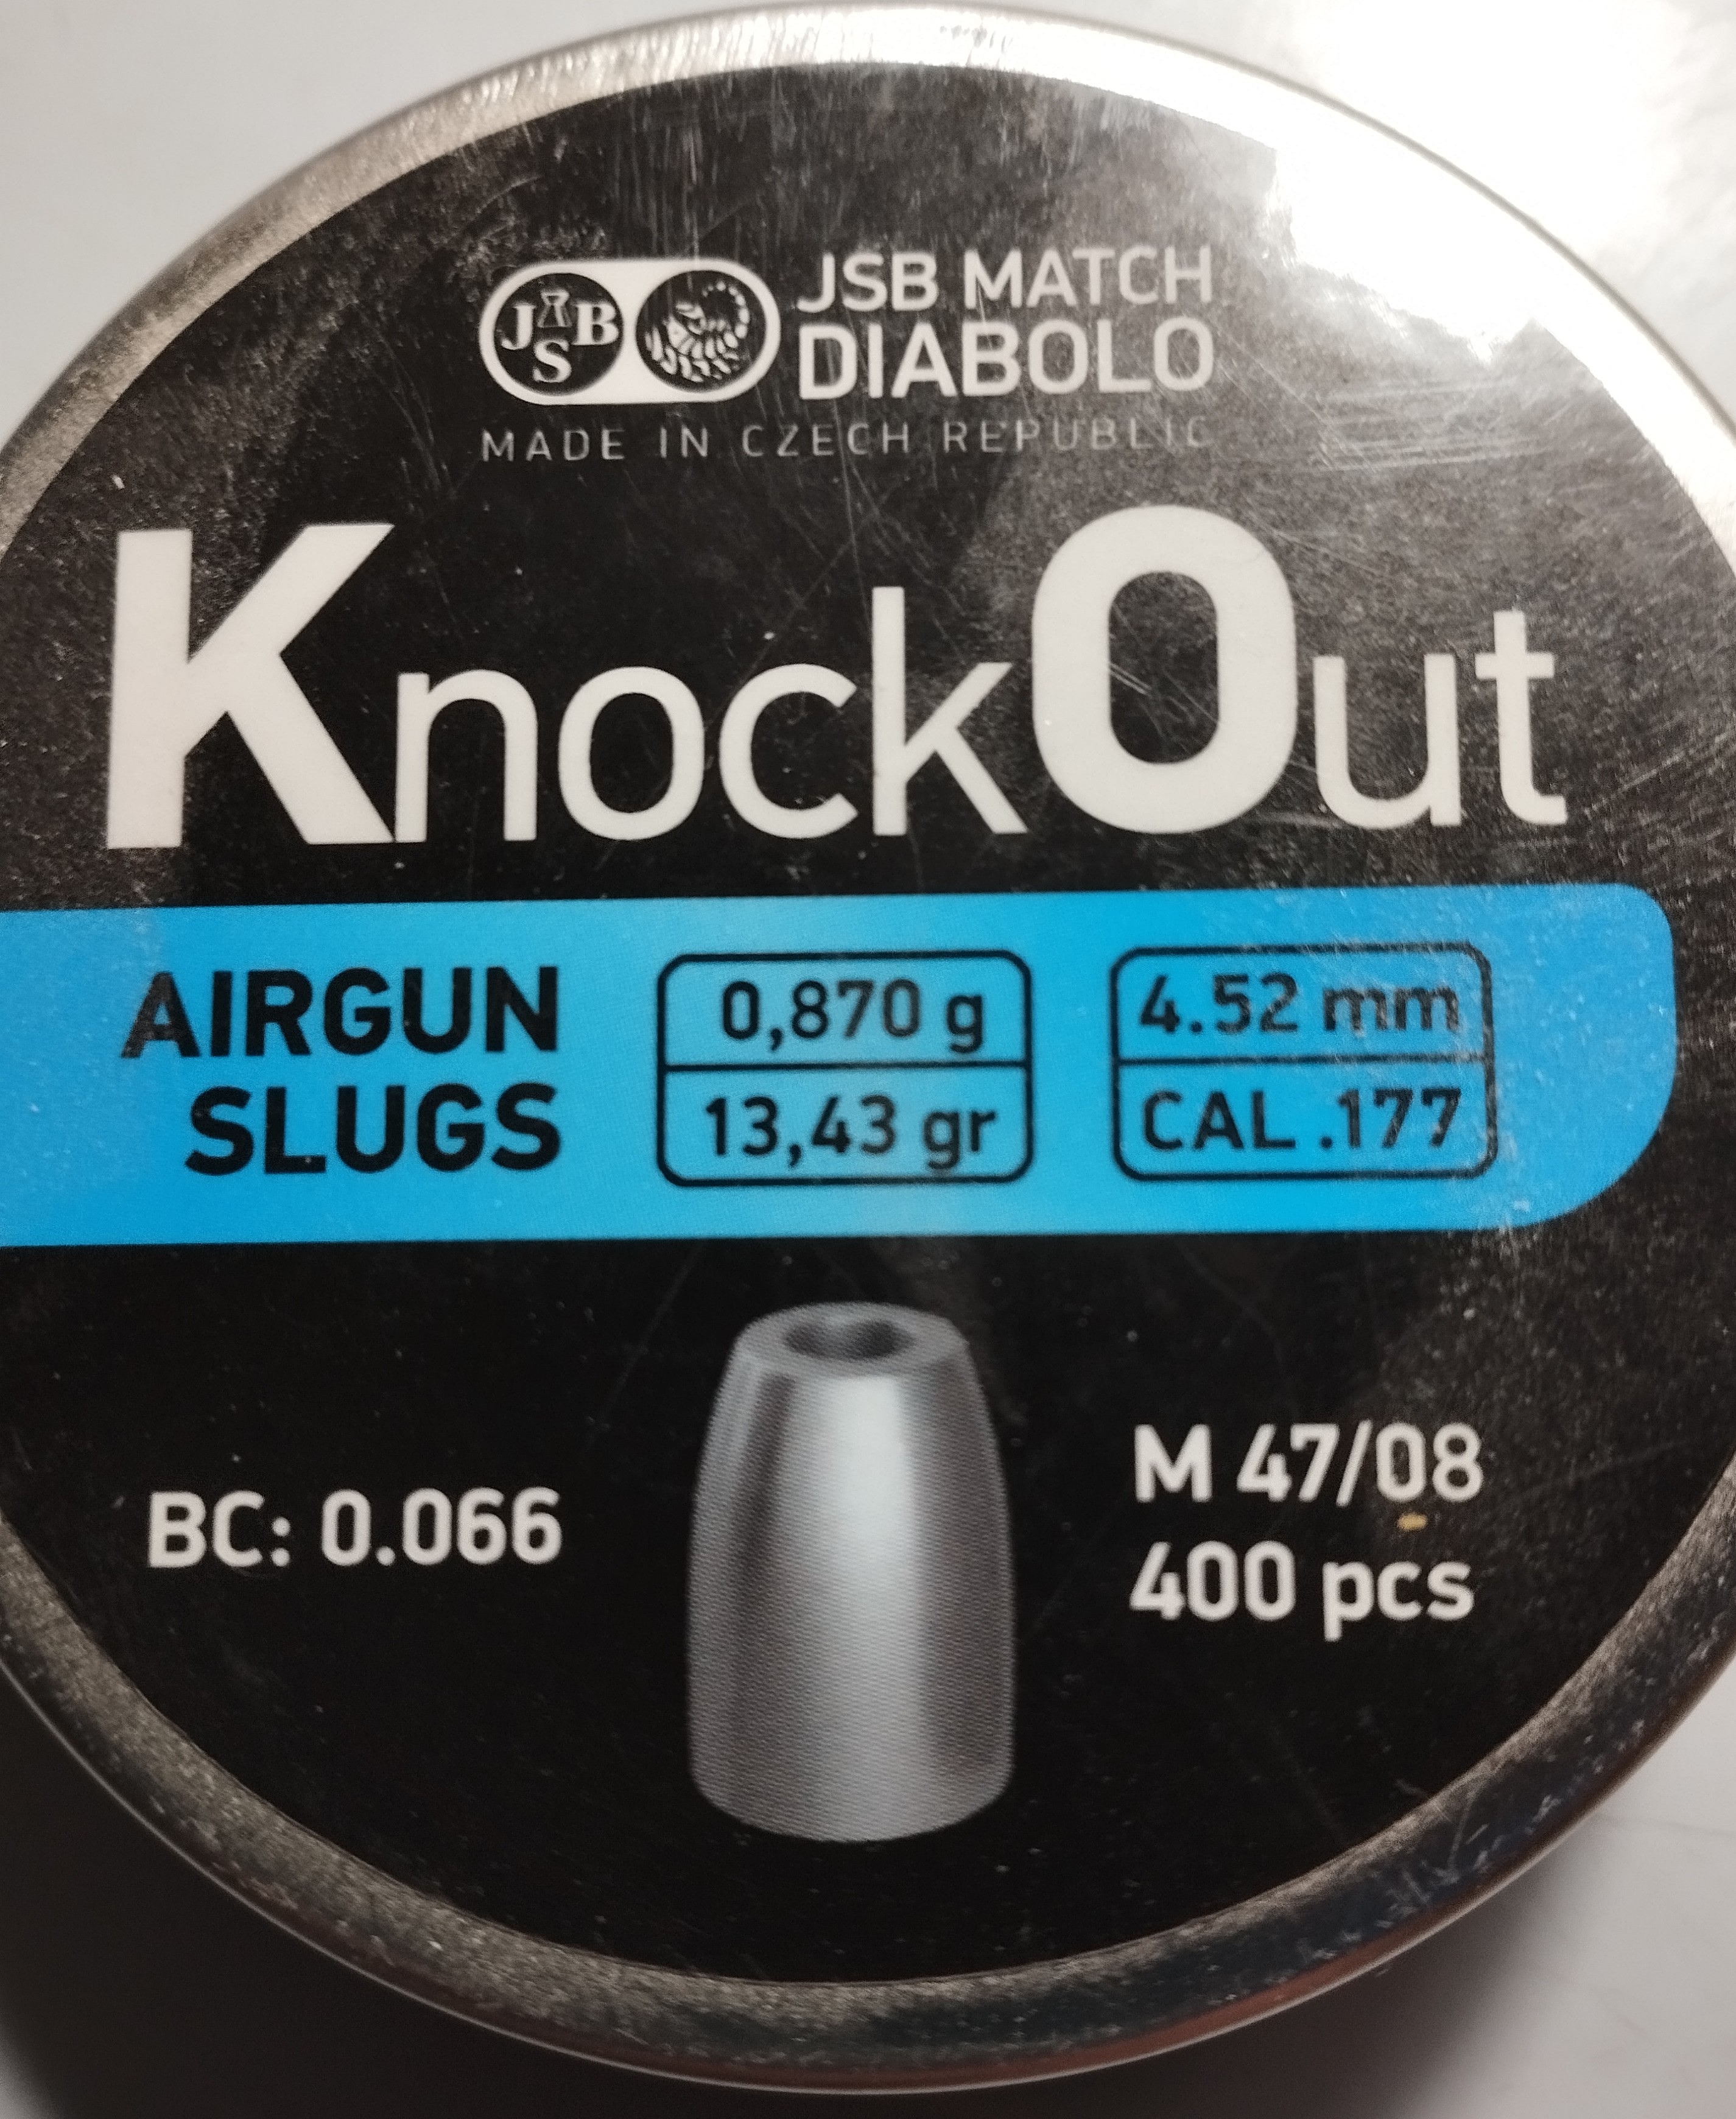 JSB
JSB MATCH
DIABOLO
MADE IN CZECH REPUBLIC
KnockOut
AIRGUN
SLUGS
0,870 g
13,43 gr
4.52 mm
CAL .177
BC: 0.066
M 47/08
400 pcs